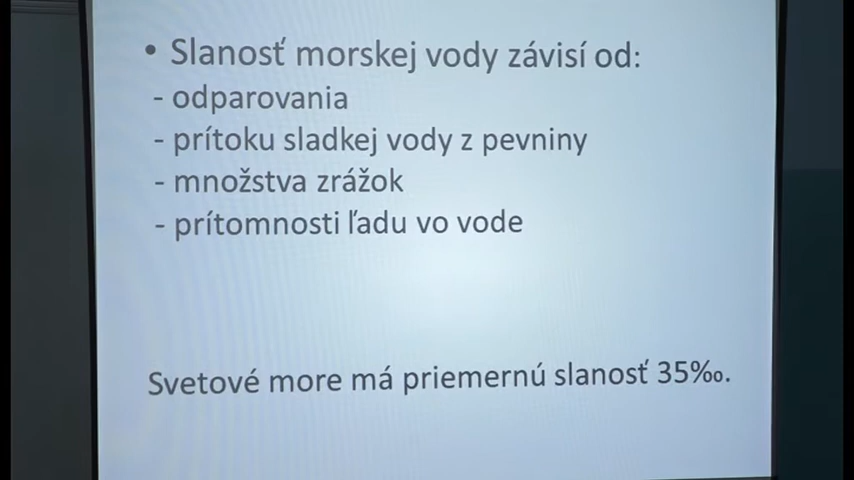 • Slanosť morskej vody závisí od:
- odparovania
- prítoku sladkej vody z pevniny
- množstva zrážok
- prítomnosti ľadu vo vode
Svetové more má priemernú slanosť 35‰.